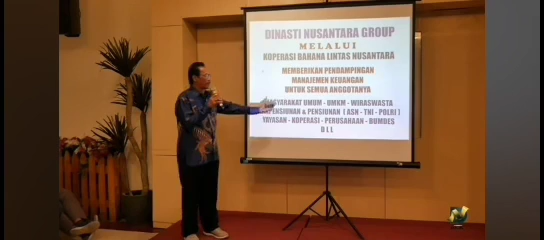 DINASTI NUSANTARA GROUP
MELALUI
KOPERASI BAHANA LINTAS NUSANTARA
MEMBERIKAN PENDAMPINGAN
MANAJEMEN KEUANGAN
UNTUK SEMUA ANGGOTANYA
MASYARAKAT UMUM - UMKM - WIRASWASTA
PENSIUNAN & PENSIUNAN ( ASN - TNI - POLRI )
YAYASAN - KOPERASI - PERUSAHAAN - BUMDES
D L L